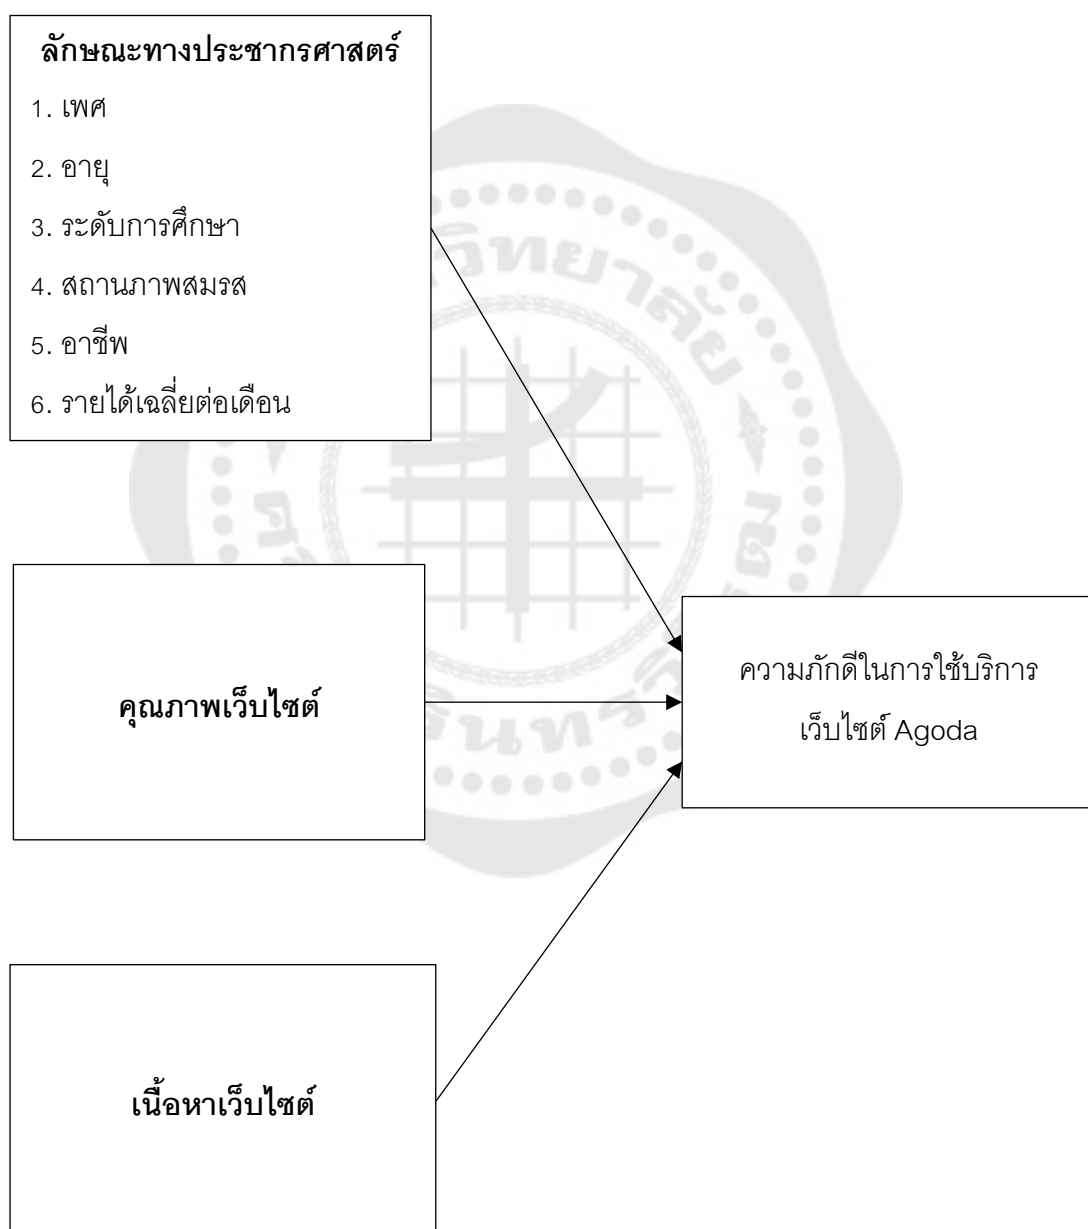 ลักษณะทางประชากรศาสตร์
1. เพศ
2. อายุ
3. ระดับการศึกษา
4. สถานภาพสมรส
5. อาชีพ
6. รายได้เฉลี่ยต่อเดือน
คุณภาพเว็บไซต์
ความภักดีในการใช้บริการ
เว็บไซต์ Agoda
เนื้อหาเว็บไซต์